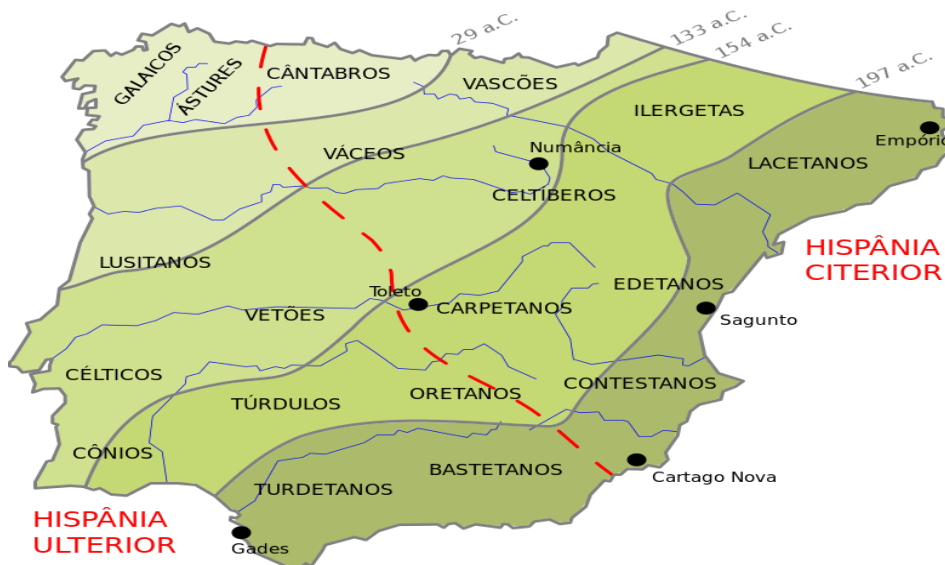 29 a.C.
133 a.C.
154 a.C.
197 a.C.
GALAICOS
ÁSTURES
CÂNTABROS
VASCÕES
ILERGETAS
LACETANOS
Empório
VÁCEOS
Numância
CELTIBEROS
HISPÂNIA
CITERIOR
LUSITANOS
EDETANOS
Toleto
CARPETANOS
VETÕES
Sagunto
CÉLTICOS
CONTESTANOS
ORETANOS
TÚRDULOS
CÔNIOS
BASTETANOS
Cartago Nova
TURDETANOS
HISPÂNIA
ULTERIOR
Gades